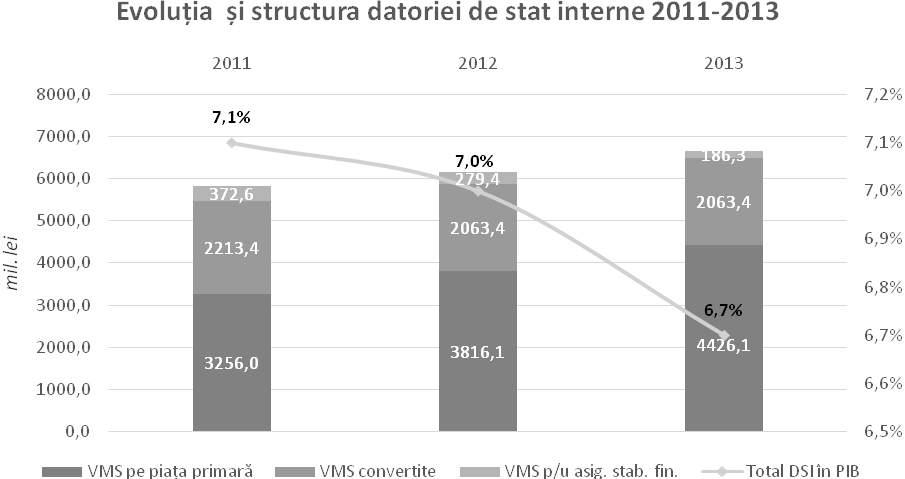 Evoluția și structura datoriei de stat interne 2011-2013
2011 2012 2013
8000,0 7,2%
7,1%
7000,0 7,1%
7,0% 186,3
6000,0 372,6 279,4 7,0%
5000,0 2213,4 2063,4 2063,4 6,9%
4000,0 6,8%
6,7%
3000,0 6,7%
2000,0 3256,0 3816,1 4426,1
1000,0 6,6%
0,0 6,5%
mil. lei
VMS pe piața primară VMS convertite VMS p/u asig. stab. fin. Total DSI în PIB